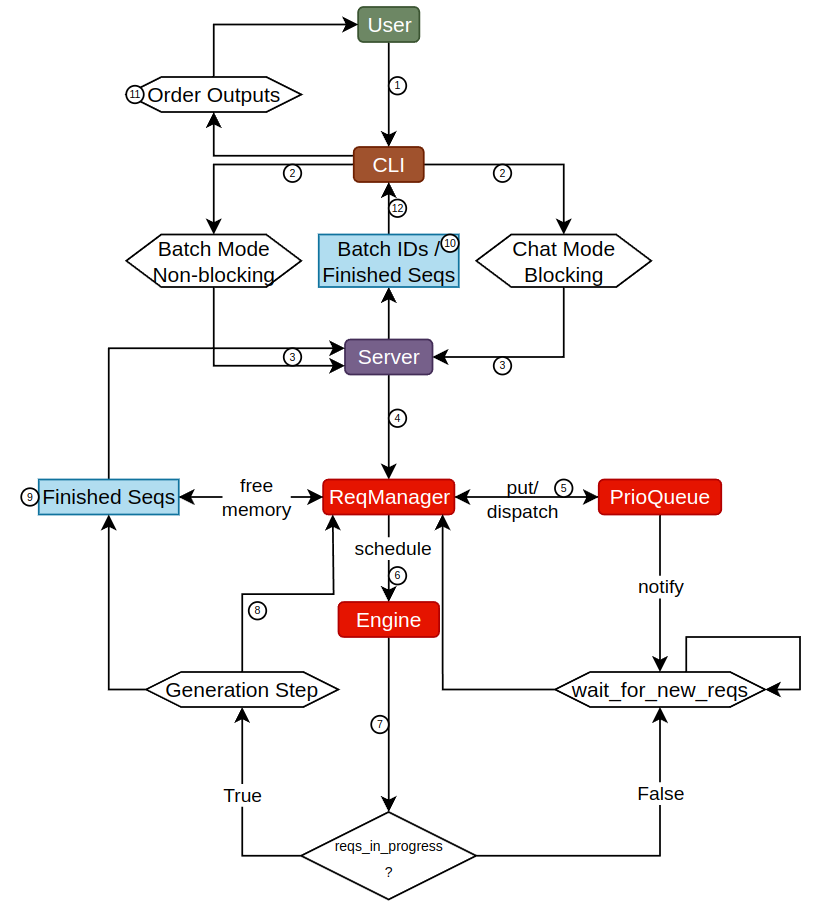 User
1
11
Order Outputs
CLI
2
2
12
Batch Mode
Non-blocking
Batch IDs /
10
Finished Seqs
Chat Mode
Blocking
Server
3
3
4
9
Finished Seqs
free
memory
ReqManager
put/
5
dispatch
PrioQueue
schedule
6
notify
8
Engine
Generation Step
wait_for_new_reqs
7
True
False
reqs_in_progress
?